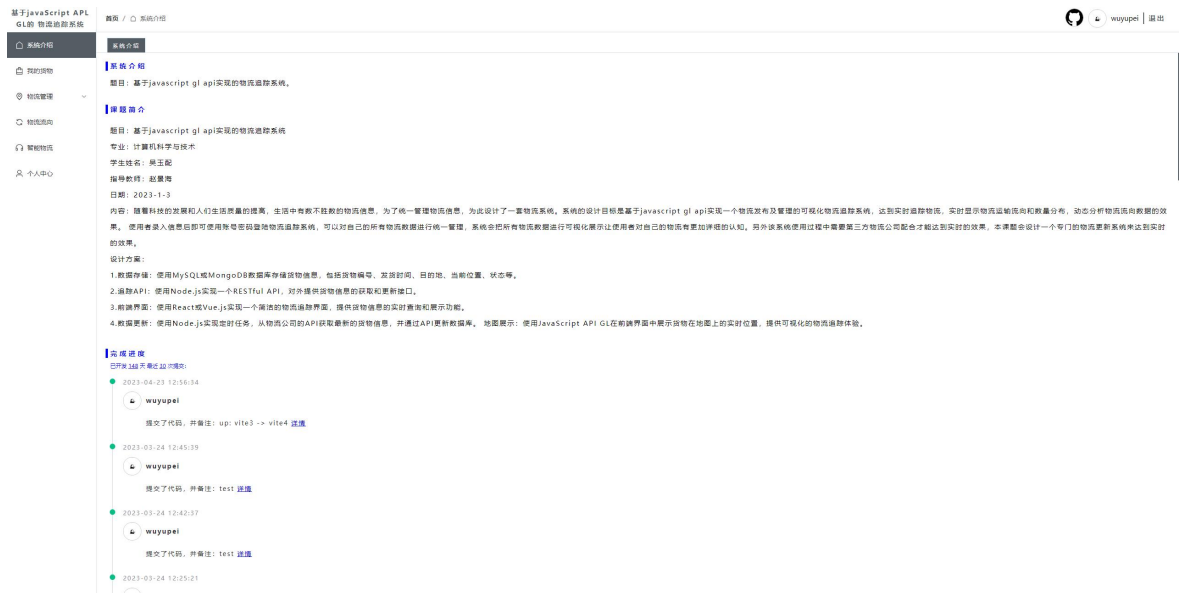 基于javaScript APL
GL的 物流追踪系统
首页 / 系统介绍
wuyupei 退出
系统介绍
我的货物
物流管理
物流流向
智能物流
个人中心
系统介绍
系统介绍
题目：基于javascript gl api实现的物流追踪系统。
课题简介
题目：基于javascript gl api实现的物流追踪系统
专业：计算机科学与技术
学生姓名：吴玉配
指导教师：赵景海
日期：2023-1-3
内容：随着科技的发展和人们生活质量的提高，生活中有数不胜数的物流信息，为了统一管理物流信息，为此设计了一套物流系统。系统的设计目标是基于javascript gl api实现一个物流发布及管理的可视化物流追踪系统，达到实时追踪物流，实时显示物流运输流向和数量分布，动态分析物流流向数据的效
果。 使用者录入信息后即可使用账号密码登陆物流追踪系统，可以对自己的所有物流数据进行统一管理，系统会把所有物流数据进行可视化展示让使用者对自己的物流有更加详细的认知。另外该系统使用过程中需要第三方物流公司配合才能达到实时的效果，本课题会设计一个专门的物流更新系统来达到实时
的效果。
设计方案：
1.数据存储：使用MySQL或MongoDB数据库存储货物信息，包括货物编号、发货时间、目的地、当前位置、状态等。
2.追踪API：使用Node.js实现一个RESTful API，对外提供货物信息的获取和更新接口。
3.前端界面：使用React或Vue.js实现一个简洁的物流追踪界面，提供货物信息的实时查询和展示功能。
4.数据更新：使用Node.js实现定时任务，从物流公司的API获取最新的货物信息，并通过API更新数据库。 地图展示：使用JavaScript API GL在前端界面中展示货物在地图上的实时位置，提供可视化的物流追踪体验。
完成进度
已开发 148 天 最近 10 次提交：
2023-04-23 12:56:34
wuyupei
提交了代码，并备注：up: vite3 -> vite4 详情
2023-03-24 12:45:39
wuyupei
提交了代码，并备注：test 详情
2023-03-24 12:42:37
wuyupei
提交了代码，并备注：test 详情
2023-03-24 12:25:21